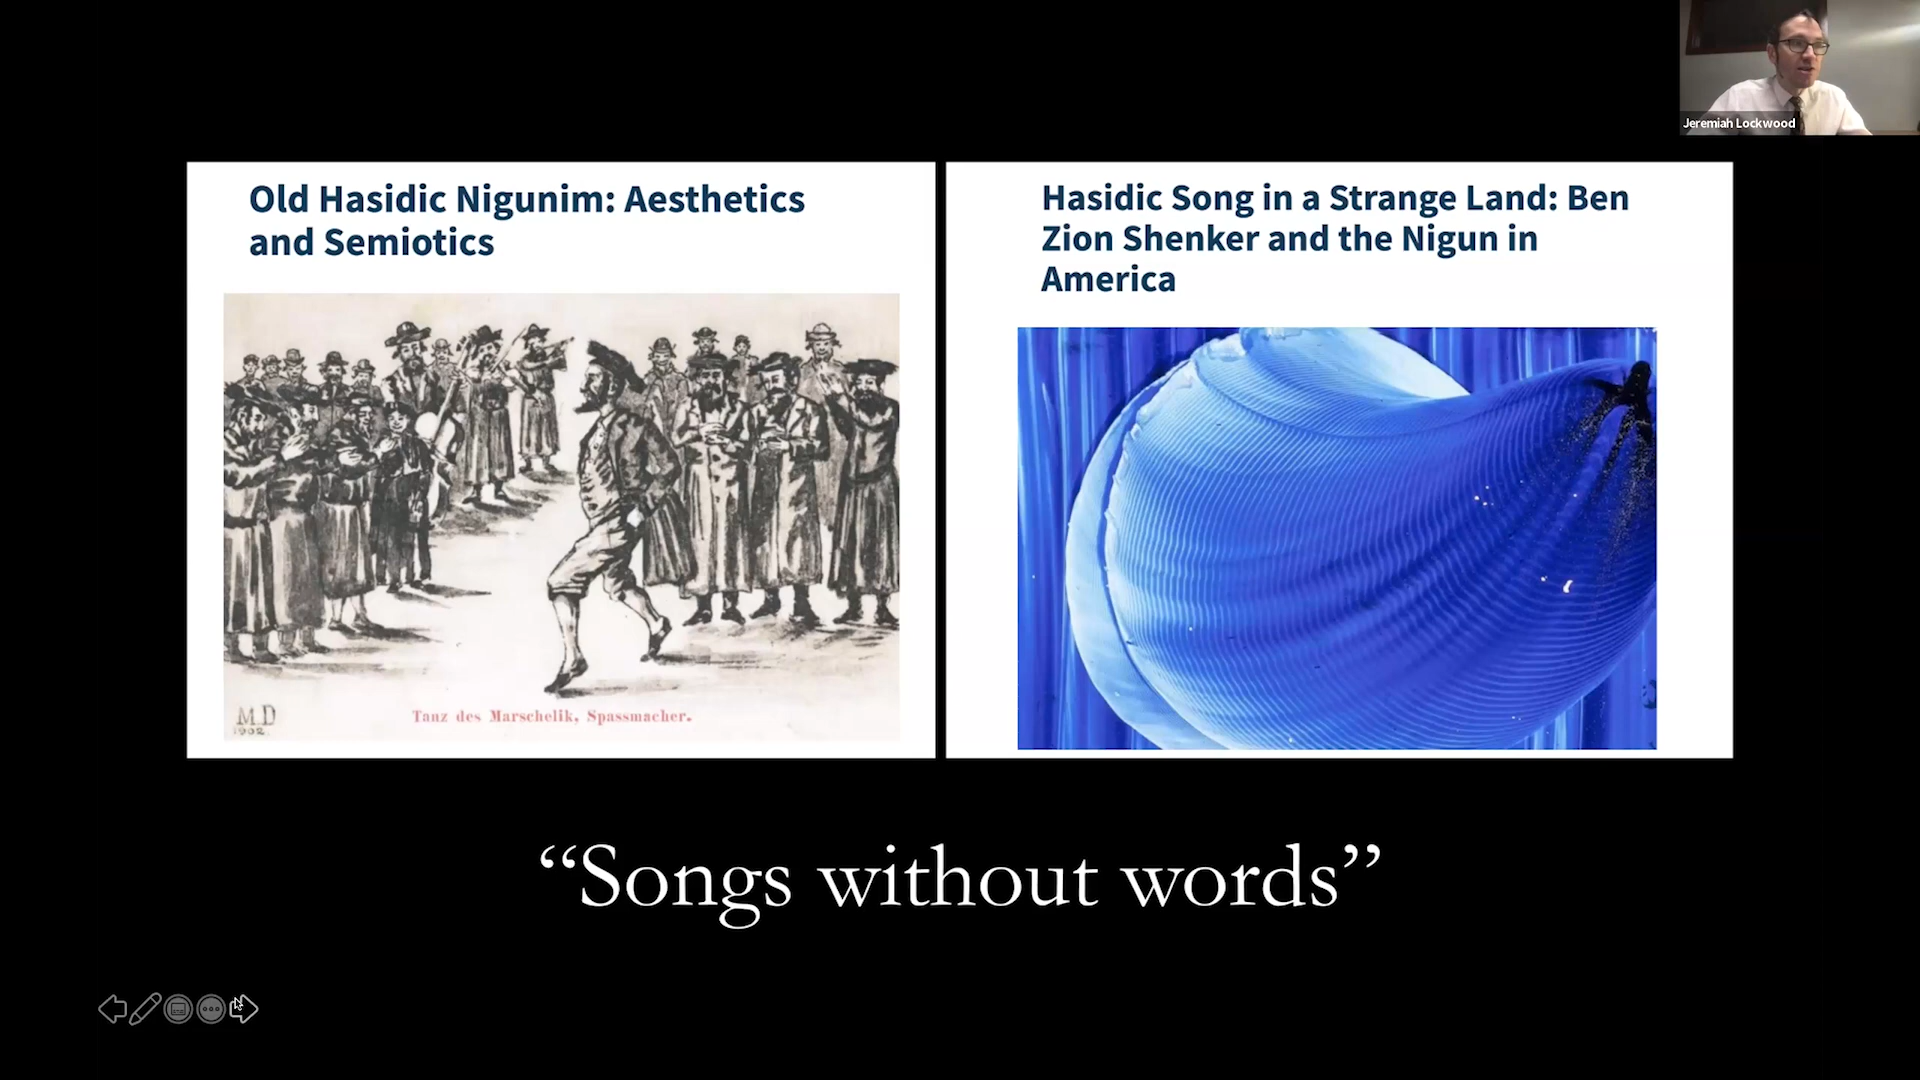 Jeremiah Lockwood
Old Hasidic Nigunim: Aesthetics
and Semiotics
Hasidic Song in a Strange Land: Ben
Zion Shenker and the Nigun in
America
M.D
1902.
Tanz des Marschelik, Spassmacher.
“Songs without words”